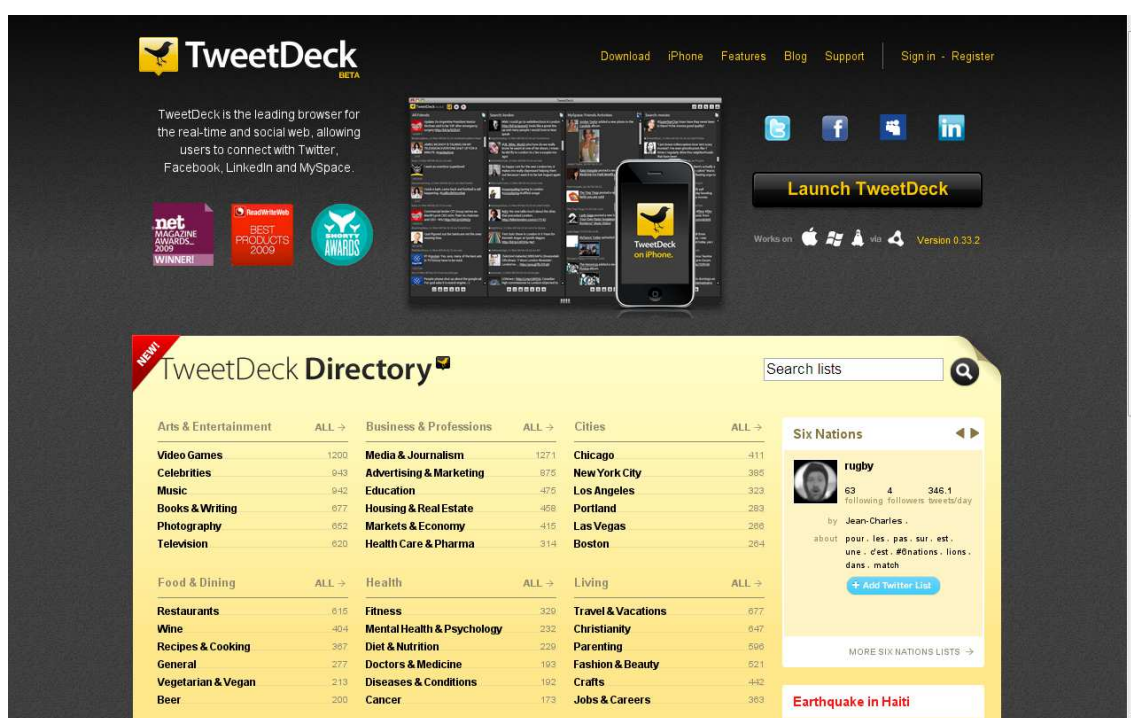 TweetDeck
BETA
Download iPhone Features Blog Support Sign in - Register
TweetDeck is the leading browser for
the real-time and social web, allowing
users to connect with Twitter,
Facebook, LinkedIn and MySpace.
.net
MAGAZINE
AWARDS
2009
WINNER!
ReadWriteWeb
BEST
PRODUCTS
2009
SHORTY
AWARDS
TweetDeck
on iPhone.
Launch TweetDeck
Works on via Version 0.33.2
NEW!
TweetDeck Directory
Search lists
Arts & Entertainment ALL →
Video Games 1200
Celebrities 943
Music 942
Books & Writing 677
Photography 652
Television 620
Business & Professions ALL →
Media & Journalism 1271
Advertising & Marketing 875
Education 475
Housing & Real Estate 458
Markets & Economy 415
Health Care & Pharma 314
Cities ALL →
Chicago 411
New York City 385
Los Angeles 323
Portland 283
Las Vegas 266
Boston 264
Food & Dining ALL →
Restaurants 615
Wine 404
Recipes & Cooking 367
General 277
Vegetarian & Vegan 213
Beer 200
Health ALL →
Fitness 329
Mental Health & Psychology 232
Diet & Nutrition 229
Doctors & Medicine 193
Diseases & Conditions 192
Cancer 173
Living ALL →
Travel & Vacations 677
Christianity 647
Parenting 596
Fashion & Beauty 521
Crafts 442
Jobs & Careers 363
Six Nations
rugby
63 4 346.1
following followers tweets/day
by Jean-Charles .
about pour . les . pas . sur . est .
une . c'est . #6nations . lions .
dans . match
+ Add Twitter List
MORE SIX NATIONS LISTS →
Earthquake in Haiti